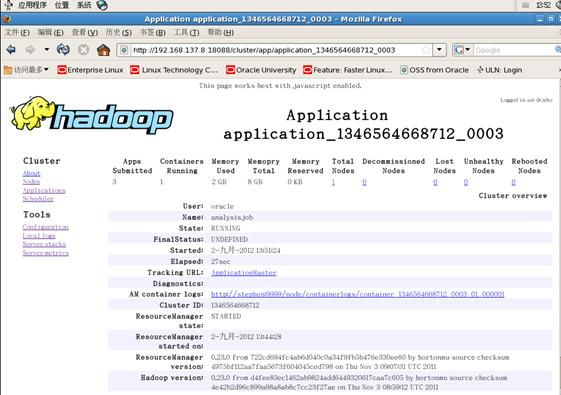 应用程序 位置 系统 13:52
Application application_1346564668712_0003 - Mozilla Firefox
文件(F) 编辑(E) 查看(V) 历史(S) 书签(B) 工具(T) 帮助(H)
http://192.168.137.8:18088/cluster/app/application_1346564668712_0003 Google
访问最多 Enterprise Linux Linux Technology C... Oracle University Feature: Faster Linux... OSS from Oracle ULN: Login
This page works best with javascript enabled.
Logged in as: dr.who
hadoop
Application
application_1346564668712_0003
Cluster
About
Nodes
Applications
Scheduler
Tools
Configuration
Local logs
Server stacks
Server metrics
Apps Submitted Containers Running Memory Used Memopry Total Memory Reserved Total Nodes Decommissioned Nodes Lost Nodes Unhealthy Nodes Rebooted Nodes
3 1 2 GB 8 GB 0 KB 1 0 0 0 0
Cluster overview
User: oracle
Name: analysisjob
State: RUNNING
FinalStatus: UNDEFINED
Started: 2-九月-2012 13:51:24
Elapsed: 27sec
Tracking URL: ApplicationMaster
Diagnostics:
AM container logs: http://stephen:9999/node/containerlogs/container_1346564668712_0003_01_000001
Cluster ID: 1346564668712
ResourceManager state: STARTED
ResourceManager started on: 2-九月-2012 13:44:28
ResourceManager version: 0.23.0 from 722cd694fc4ab6d040c0a34f9fb5b476e330ee60 by hortonmu source checksum
4975bf112aa7faa5673f604045ced798 on Thu Nov 3 09:07:31 UTC 2011
Hadoop version: 0.23.0 from d4fee83ec1462ab9824add6449320617caa7c605 by hortonmu source checksum
4e42b2d96c899a98a8ab8c7cc23f27ae on Thu Nov 3 08:59:12 UTC 2011